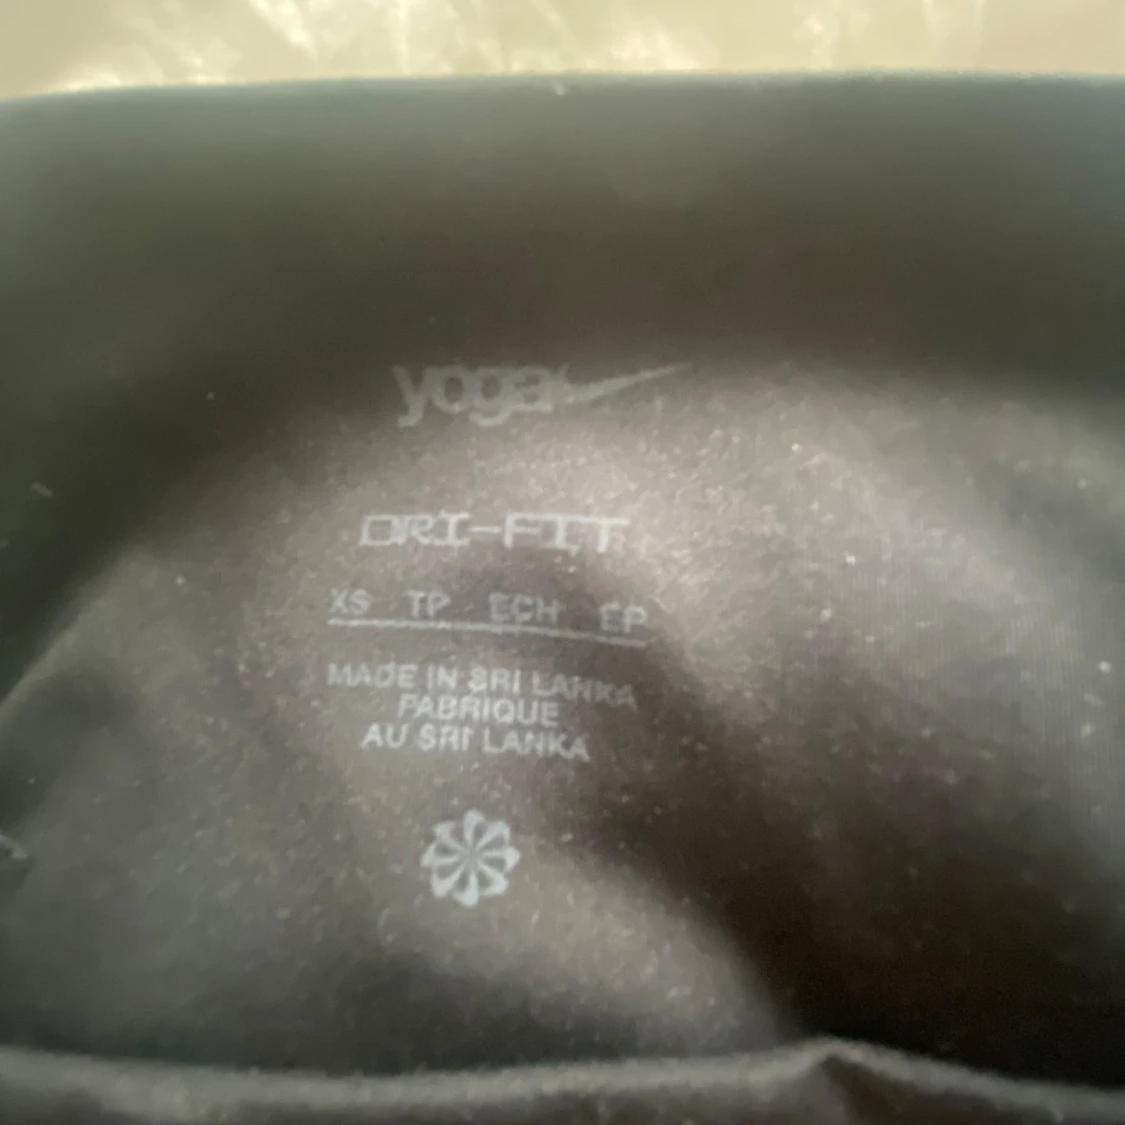 yoga
DRI-FIT
XS TP ECH EP
MADE IN SRI LANKA
FABRIQUE
AU SRI LANKA